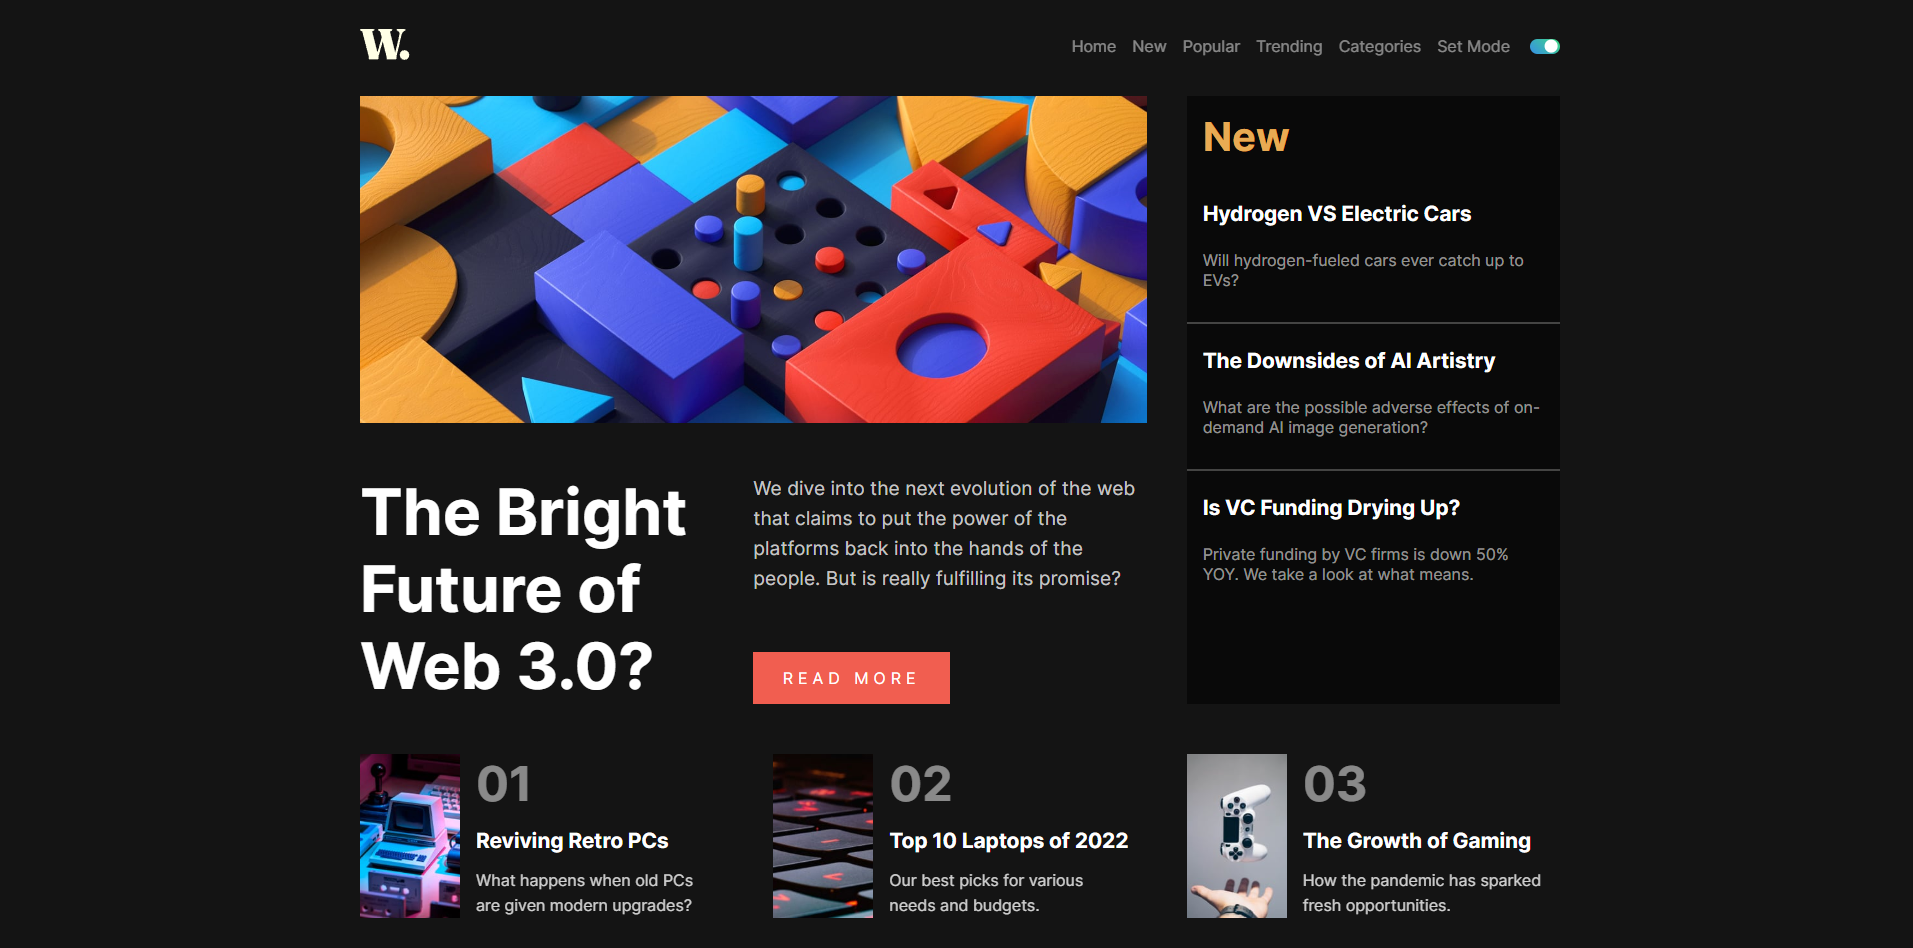 W.
Home New Popular Trending Categories Set Mode
New
Hydrogen VS Electric Cars
Will hydrogen-fueled cars ever catch up to
EVs?
The Downsides of AI Artistry
What are the possible adverse effects of on-
demand AI image generation?
Is VC Funding Drying Up?
Private funding by VC firms is down 50%
YOY. We take a look at what means.
The Bright
Future of
Web 3.0?
We dive into the next evolution of the web
that claims to put the power of the
platforms back into the hands of the
people. But is really fulfilling its promise?
READ MORE
01
Reviving Retro PCs
What happens when old PCs
are given modern upgrades?
02
Top 10 Laptops of 2022
Our best picks for various
needs and budgets.
03
The Growth of Gaming
How the pandemic has sparked
fresh opportunities.